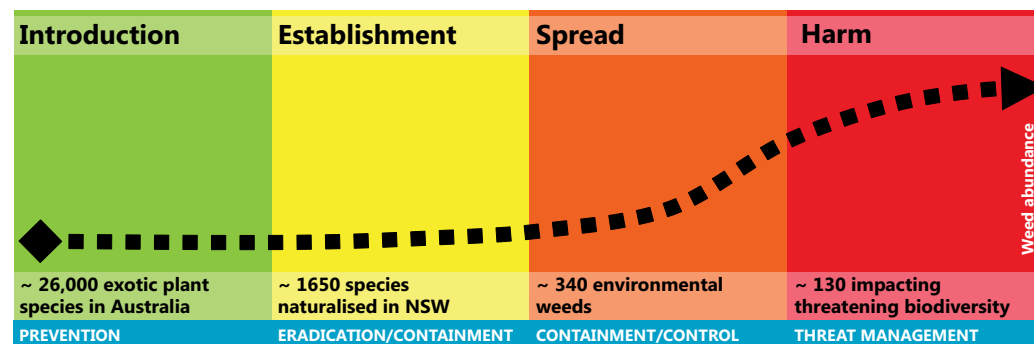 Introduction
Establishment
Spread
Harm
Weed abundance
~ 26,000 exotic plant
species in Australia
~ 1650 species
naturalised in NSW
~ 340 environmental
weeds
~ 130 impacting
threatening biodiversity
PREVENTION
ERADICATION/CONTAINMENT
CONTAINMENT/CONTROL
THREAT MANAGEMENT